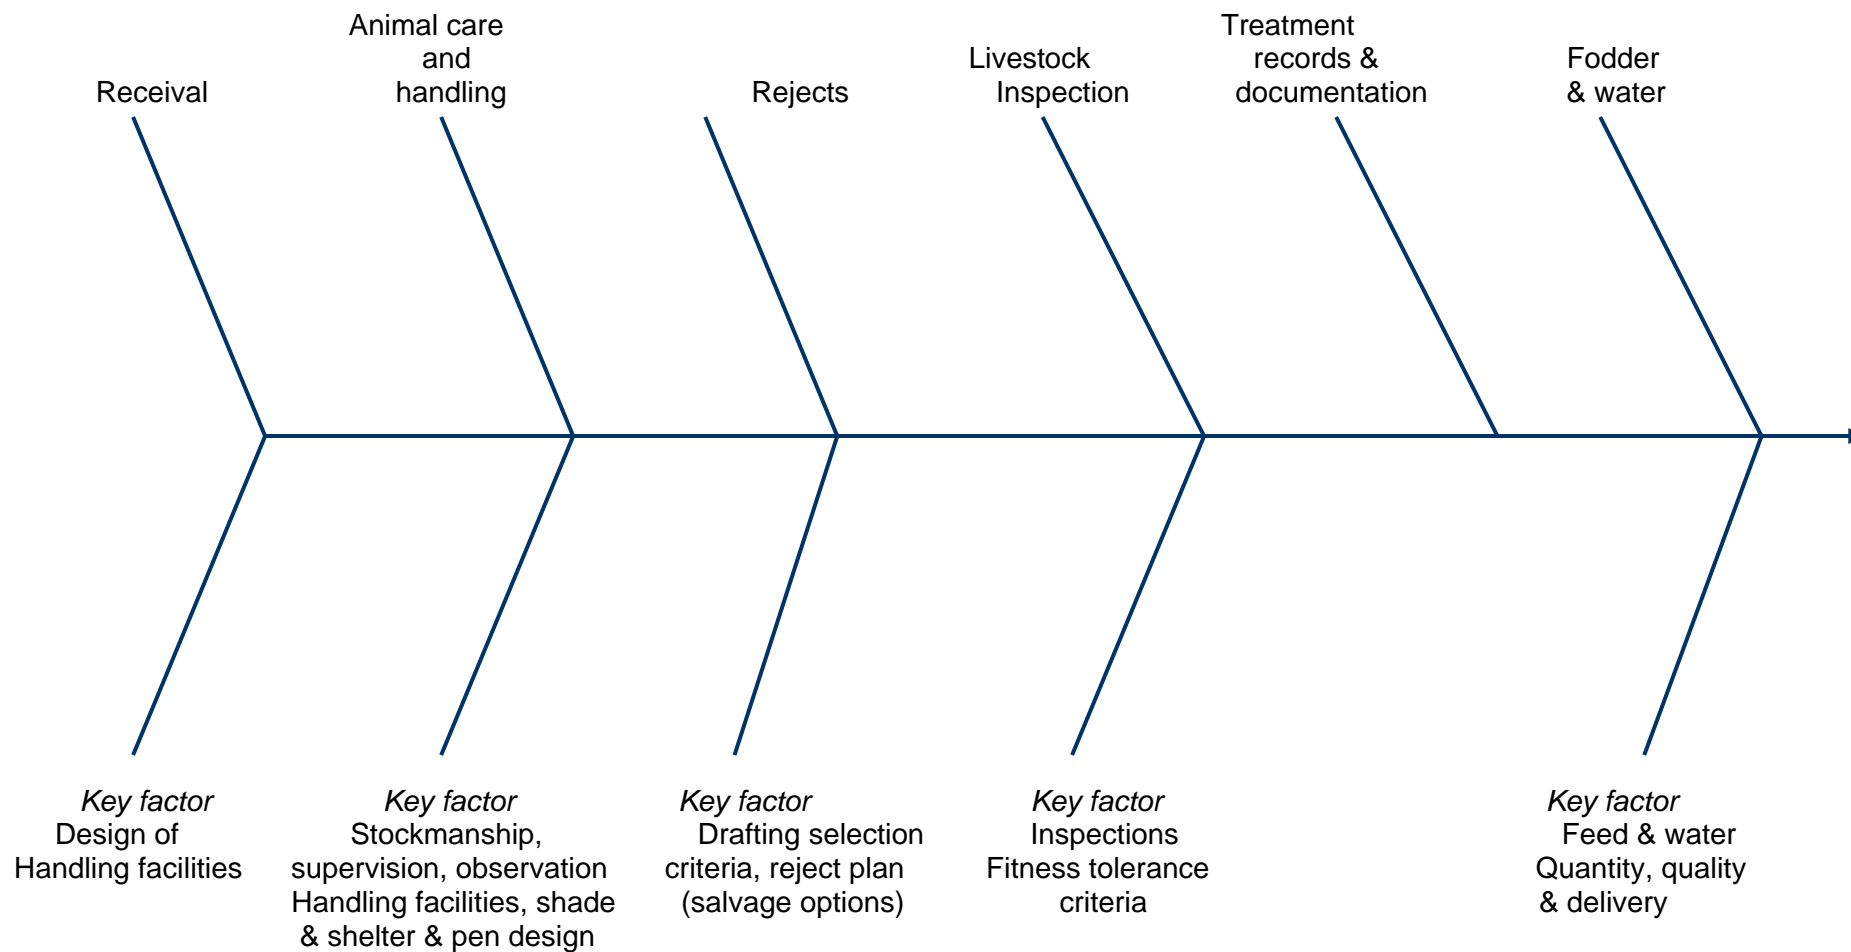 Receival
Animal care
and
handling
Rejects
Livestock
Inspection
Treatment
records &
documentation
Fodder
& water
Key factor
Design of
Handling facilities
Key factor
Stockmanship,
supervision, observation
Handling facilities, shade
& shelter & pen design
Key factor
Drafting selection
criteria, reject plan
(salvage options)
Key factor
Inspections
Fitness tolerance
criteria
Key factor
Feed & water
Quantity, quality
& delivery